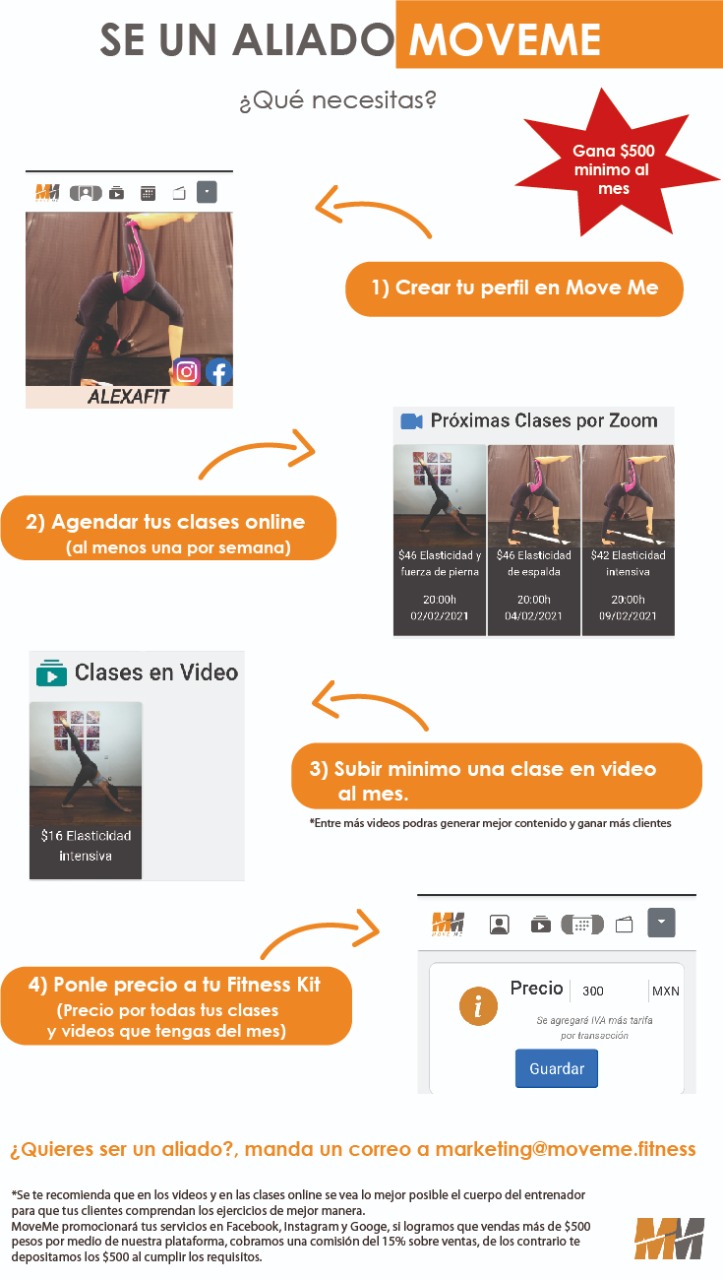 SE UN ALIADO MOVEME
¿Qué necesitas?
Gana $500
minimo al
mes
MM
MOVE ME
1) Crear tu perfil en Move Me
ALEXAFIT
Próximas Clases por Zoom
$46 Elasticidad y
fuerza de pierna
20:00h
02/02/2021
$46 Elasticidad
de espalda
20:00h
04/02/2021
$42 Elasticidad
intensiva
20:00h
09/02/2021
2) Agendar tus clases online
(al menos una por semana)
Clases en Video
$16 Elasticidad
intensiva
3) Subir minimo una clase en video
al mes.
*Entre más videos podras generar mejor contenido y ganar más clientes
MM
MOVE ME
4) Ponle precio a tu Fitness Kit
(Precio por todas tus clases
y videos que tengas del mes)
Precio 300 MXN
Se agregará IVA más tarifa
por transacción
Guardar
¿Quieres ser un aliado?, manda un correo a marketing@moveme.fitness
*Se te recomienda que en los videos y en las clases online se vea lo mejor posible el cuerpo del entrenador
para que tus clientes comprendan los ejercicios de mejor manera.
MoveMe promocionará tus servicios en Facebook, Instagram y Googe, si logramos que vendas más de $500
pesos por medio de nuestra plataforma, cobramos una comisión del 15% sobre ventas, de los contrario te
depositamos los $500 al cumplir los requisitos.
MM